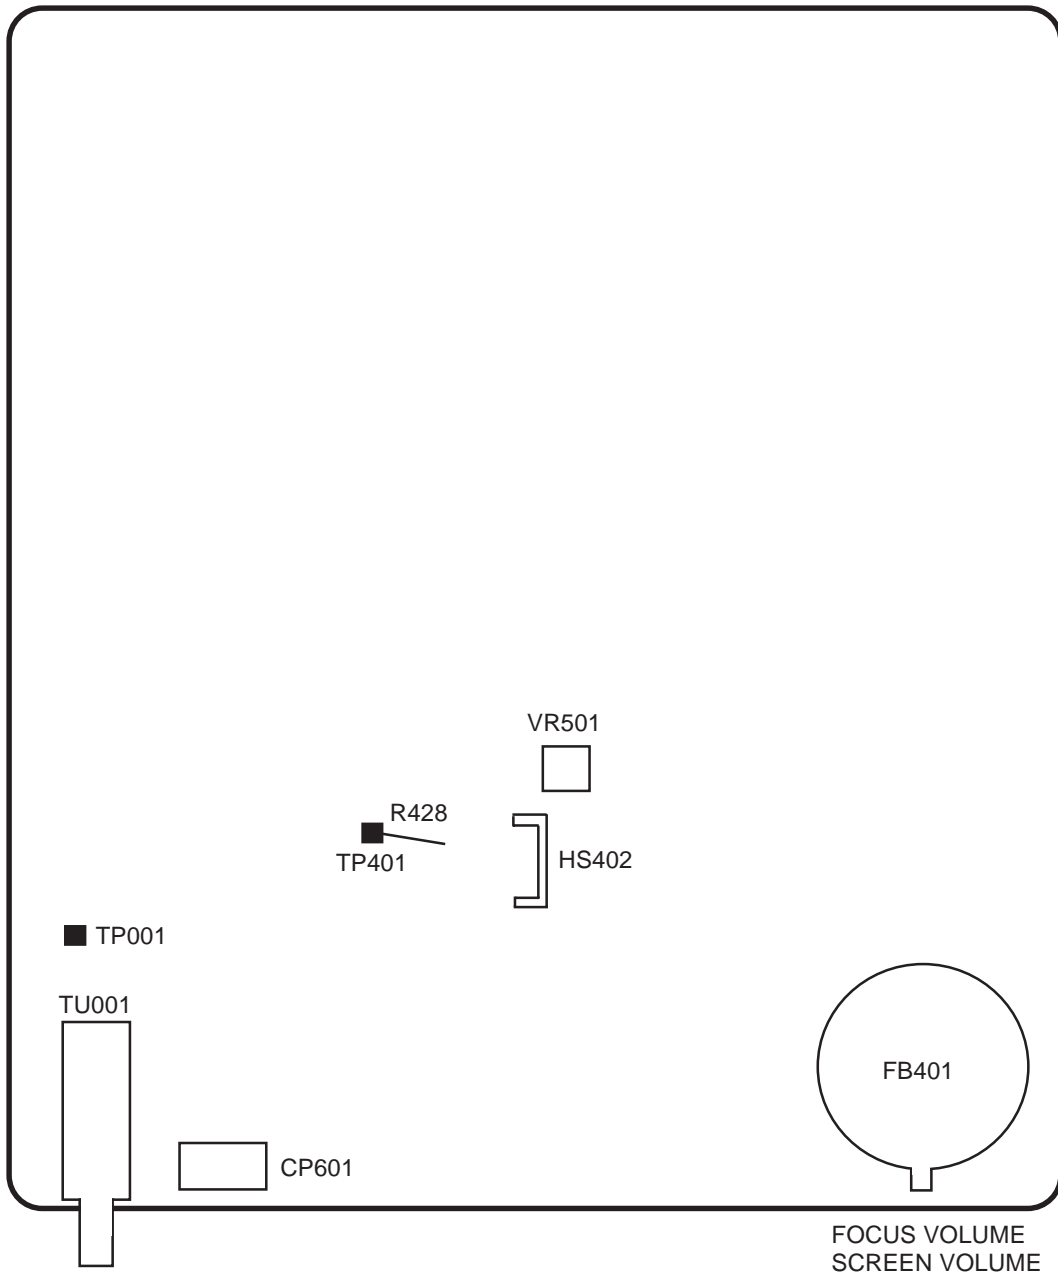 VR501
R428
TP401
HS402
TP001
TU001
FB401
CP601
FOCUS VOLUME
SCREEN VOLUME